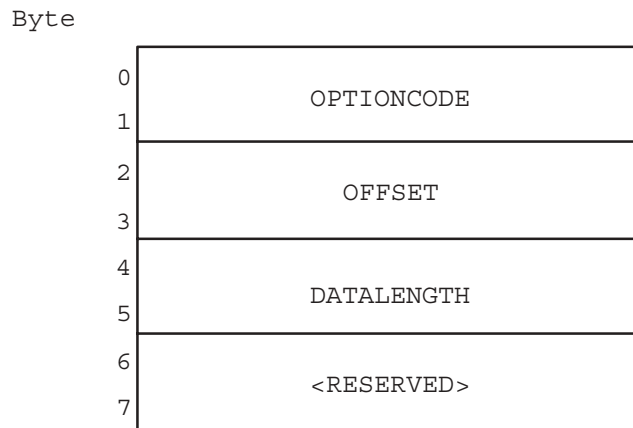 Byte
0
OPTIONCODE
1
2
OFFSET
3
4
DATALENGTH
5
6
<RESERVED>
7